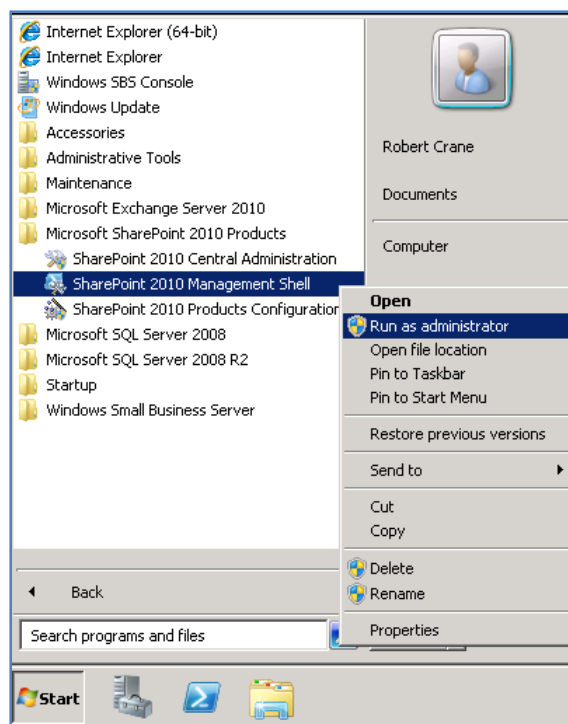 Internet Explorer (64-bit)
Internet Explorer
Windows SBS Console
Windows Update
Accessories
Administrative Tools
Maintenance
Microsoft Exchange Server 2010
Microsoft SharePoint 2010 Products
SharePoint 2010 Central Administration
SharePoint 2010 Management Shell
SharePoint 2010 Products Configuration
Microsoft SQL Server 2008
Microsoft SQL Server 2008 R2
Startup
Windows Small Business Server
Back
Search programs and files
Robert Crane
Documents
Computer
Open
Run as administrator
Open file location
Pin to Taskbar
Pin to Start Menu
Restore previous versions
Send to
Cut
Copy
Delete
Rename
Properties
Start